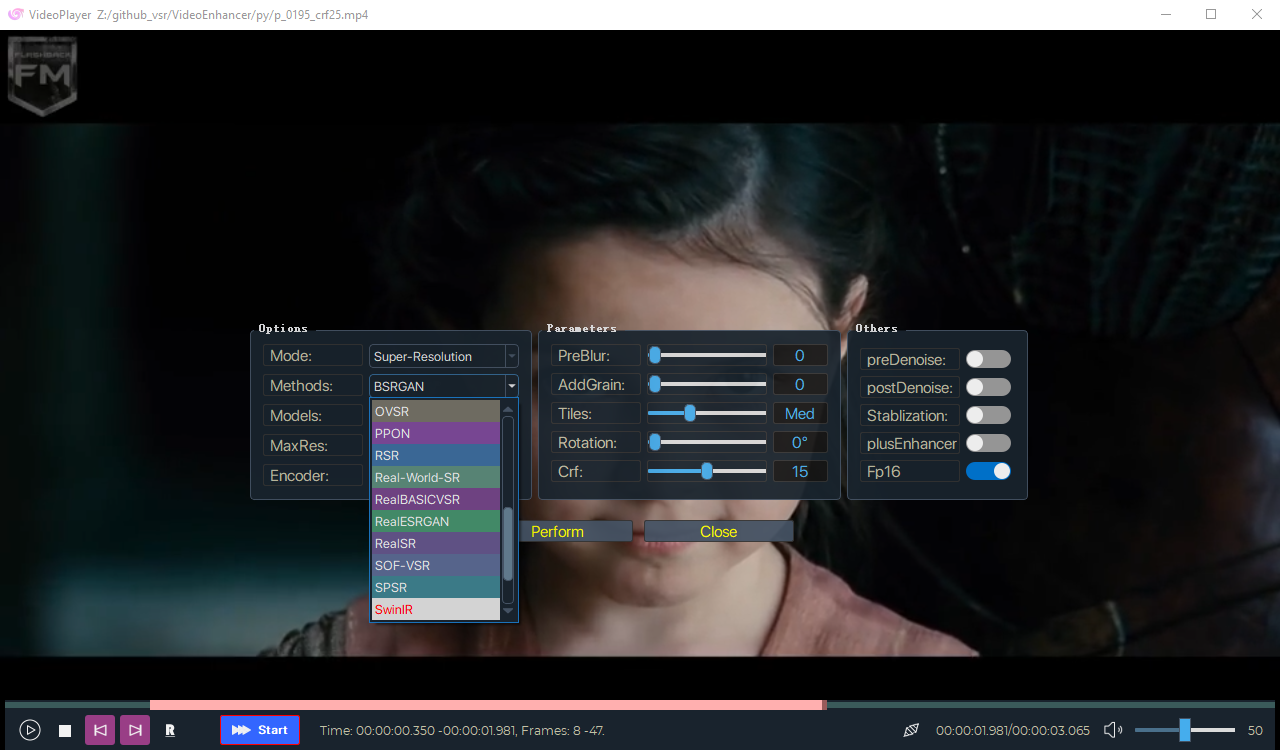 VideoPlayer Z:/github_vsr/VideoEnhancer/py/p_0195_crf25.mp4
FLASHBACK
FM
Options
Mode: Super-Resolution
Methods: BSRGAN
Models:
MaxRes:
Encoder:
OVSR
PPON
RSR
Real-World-SR
RealBASICVSR
RealESRGAN
RealSR
SOF-VSR
SPSR
SwinIR
Parameters
PreBlur: 0
AddGrain: 0
Tiles: Med
Rotation: 0°
Crf: 15
Others
preDenoise:
postDenoise:
Stablization:
plusEnhancer
Fp16
Perform
Close
R
Start
Time: 00:00:00.350 -00:00:01.981, Frames: 8 -47.
00:00:01.981/00:00:03.065
50